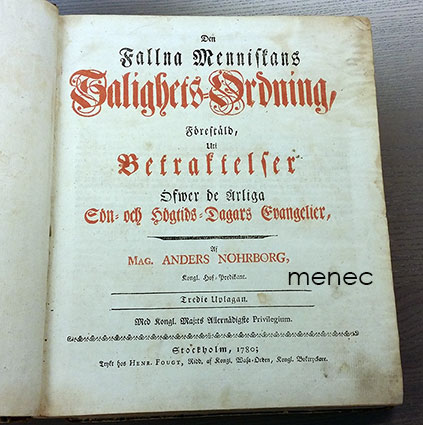 Den
Fallna Menniskans
Salighets-Ordning,
Förestäld,
Uti
Betraktelser
Öfwer de Årliga
Sön- och Högtids-Dagars Evangelier,
Af
MAG. ANDERS NOHRBORG,
Kongl. Hof-Predikant.
menec
Tredie Uplagan.
Med Kongl. Maj:ts Allernådigste Privilegium.
Stockholm, 1780;
Tryckt hos HENR. FOUGT, Ridd. af Kongl. Wasa-Orden, Kongl. Boktryckare.